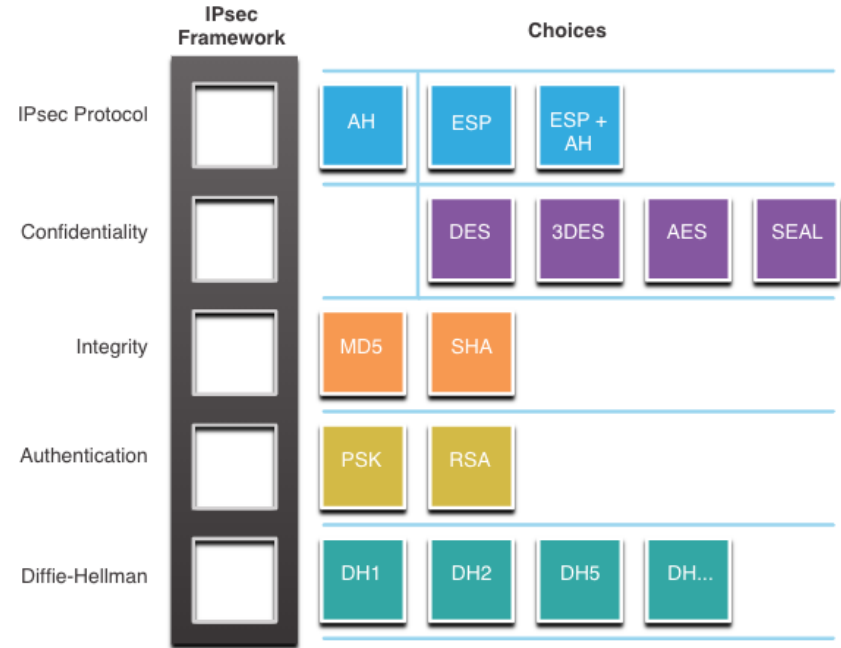 IPsec
Framework
Choices
IPsec Protocol
AH
ESP
ESP +
AH
Confidentiality
DES
3DES
AES
SEAL
Integrity
MD5
SHA
Authentication
PSK
RSA
Diffie-Hellman
DH1
DH2
DH5
DH...